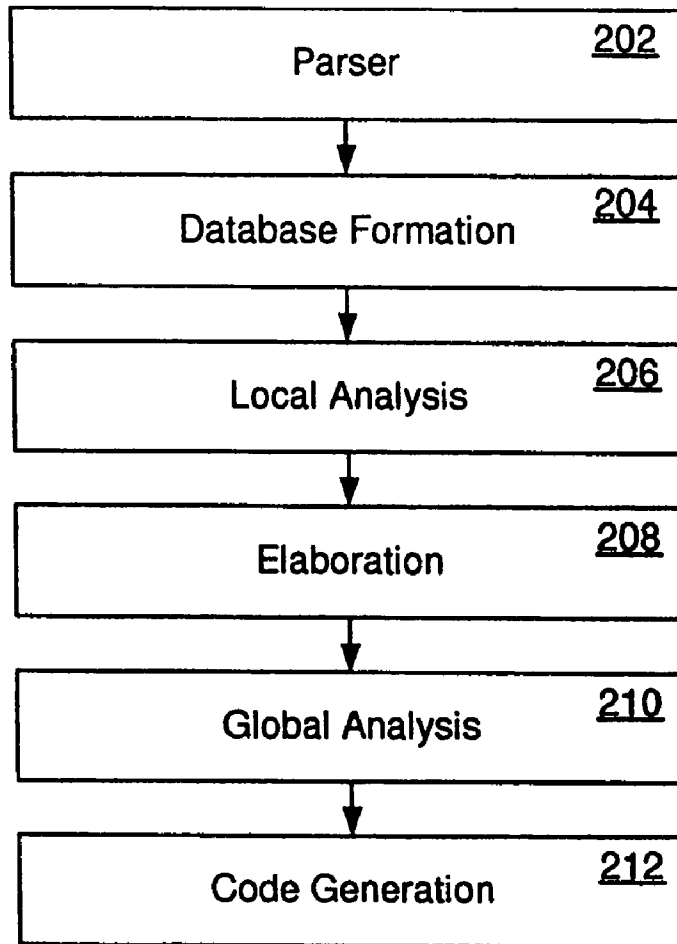 202
Parser
204
Database Formation
206
Local Analysis
208
Elaboration
210
Global Analysis
212
Code Generation